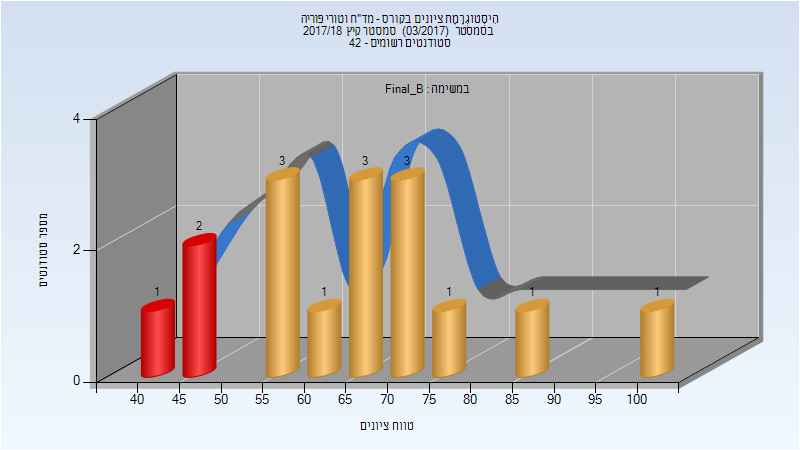 היסטוגרמת ציונים בקורס - מד"ח וטורי פוריה
בסמסטר (03/2017) סמסטר קיץ 2017/18
סטודנטים רשומים - 42
במשימה : Final_B
מספר סטודנטים
4
2
0
1
2
3
1
3
3
1
1
1
40 45 50 55 60 65 70 75 80 85 90 95 100
טווח ציונים